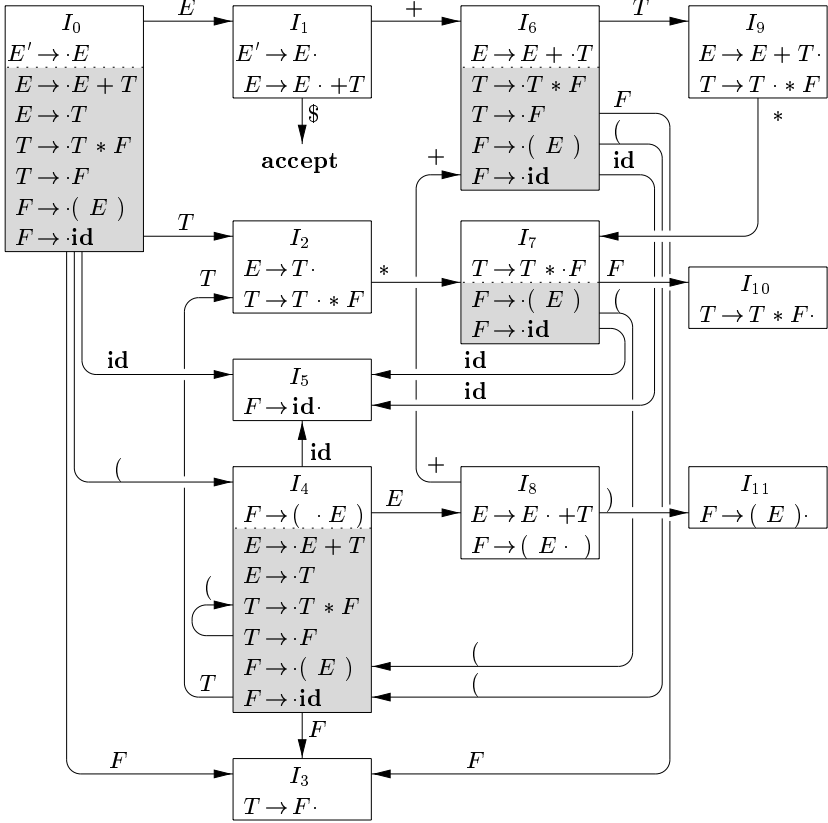 I₀
E′ → ·E
E → ·E + T
E → ·T
T → ·T * F
T → ·F
F → ·( E )
F → ·id
E
I₁
E′ → E·
E → E · +T
$
accept
+
I₆
E → E + ·T
T → ·T * F
T → ·F
F → ·( E )
F → ·id
T
I₉
E → E + T·
T → T · * F
*
F
(
id
+
T
I₂
E → T·
T → T · * F
T
*
I₇
T → T * ·F
F → ·( E )
F → ·id
F
(
I₁₀
T → T * F·
id
I₅
F → id·
id
id
id
(
I₄
F → ( · E )
E → ·E + T
E → ·T
T → ·T * F
T → ·F
F → ·( E )
F → ·id
(
T
E
+
I₈
E → E · +T
F → ( E · )
)
I₁₁
F → ( E )·
(
(
F
F
I₃
T → F·
F